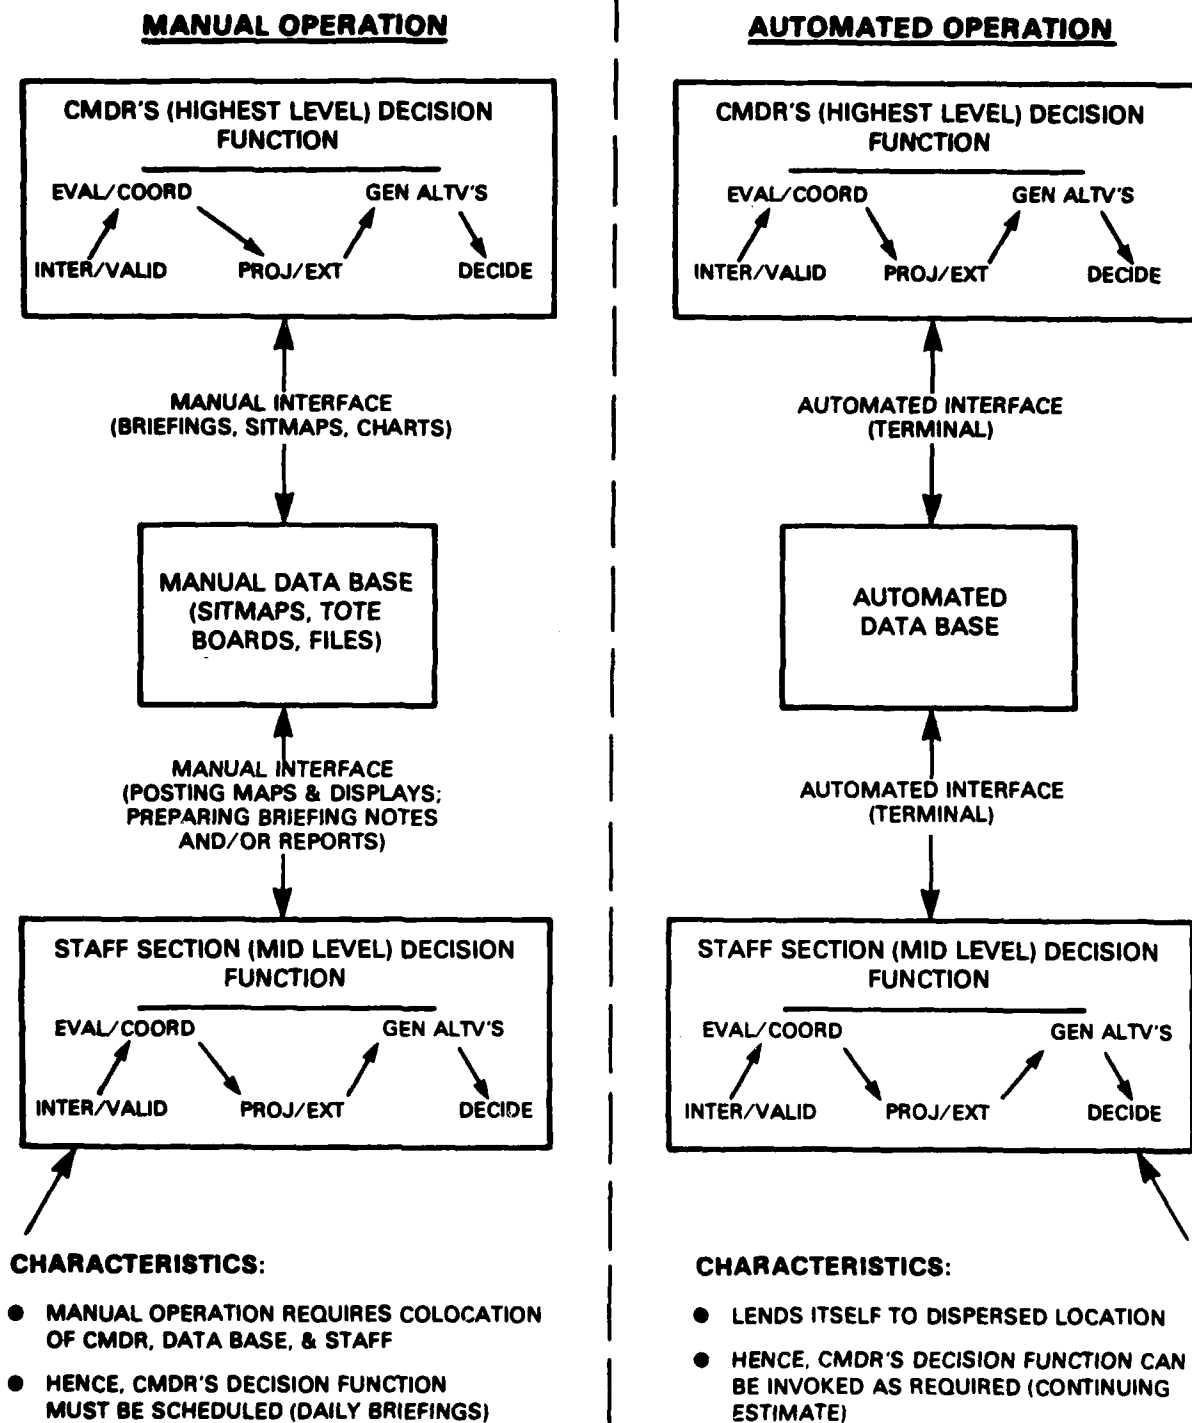 MANUAL OPERATION
CMDR'S (HIGHEST LEVEL) DECISION
FUNCTION
EVAL/COORD
GEN ALTV'S
INTER/VALID
PROJ/EXT
DECIDE
MANUAL INTERFACE
(BRIEFINGS, SITMAPS, CHARTS)
MANUAL DATA BASE
(SITMAPS, TOTE
BOARDS, FILES)
MANUAL INTERFACE
(POSTING MAPS & DISPLAYS;
PREPARING BRIEFING NOTES
AND/OR REPORTS)
STAFF SECTION (MID LEVEL) DECISION
FUNCTION
EVAL/COORD
GEN ALTV'S
INTER/VALID
PROJ/EXT
DECIDE
CHARACTERISTICS:
● MANUAL OPERATION REQUIRES COLOCATION
OF CMDR, DATA BASE, & STAFF
● HENCE, CMDR'S DECISION FUNCTION
MUST BE SCHEDULED (DAILY BRIEFINGS)
AUTOMATED OPERATION
CMDR'S (HIGHEST LEVEL) DECISION
FUNCTION
EVAL/COORD
GEN ALTV'S
INTER/VALID
PROJ/EXT
DECIDE
AUTOMATED INTERFACE
(TERMINAL)
AUTOMATED
DATA BASE
AUTOMATED INTERFACE
(TERMINAL)
STAFF SECTION (MID LEVEL) DECISION
FUNCTION
EVAL/COORD
GEN ALTV'S
INTER/VALID
PROJ/EXT
DECIDE
CHARACTERISTICS:
● LENDS ITSELF TO DISPERSED LOCATION
● HENCE, CMDR'S DECISION FUNCTION CAN
BE INVOKED AS REQUIRED (CONTINUING
ESTIMATE)